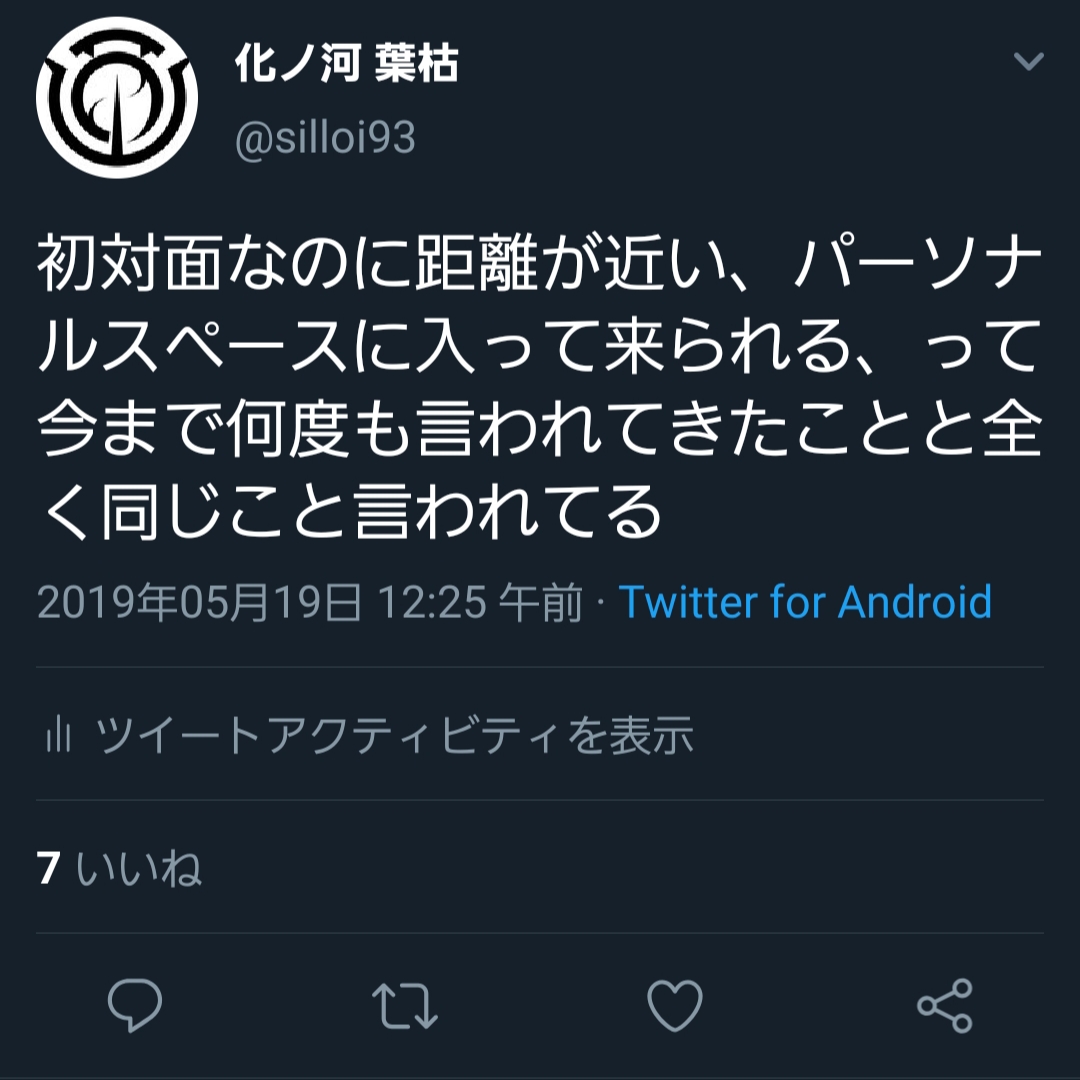 化ノ河 葉枯
@silloi93
初対面なのに距離が近い、パーソナ
ルスペースに入って来られる、って
今まで何度も言われてきたことと全
く同じこと言われてる
2019年05月19日 12:25 午前 · Twitter for Android
ツイートアクティビティを表示
7 いいね